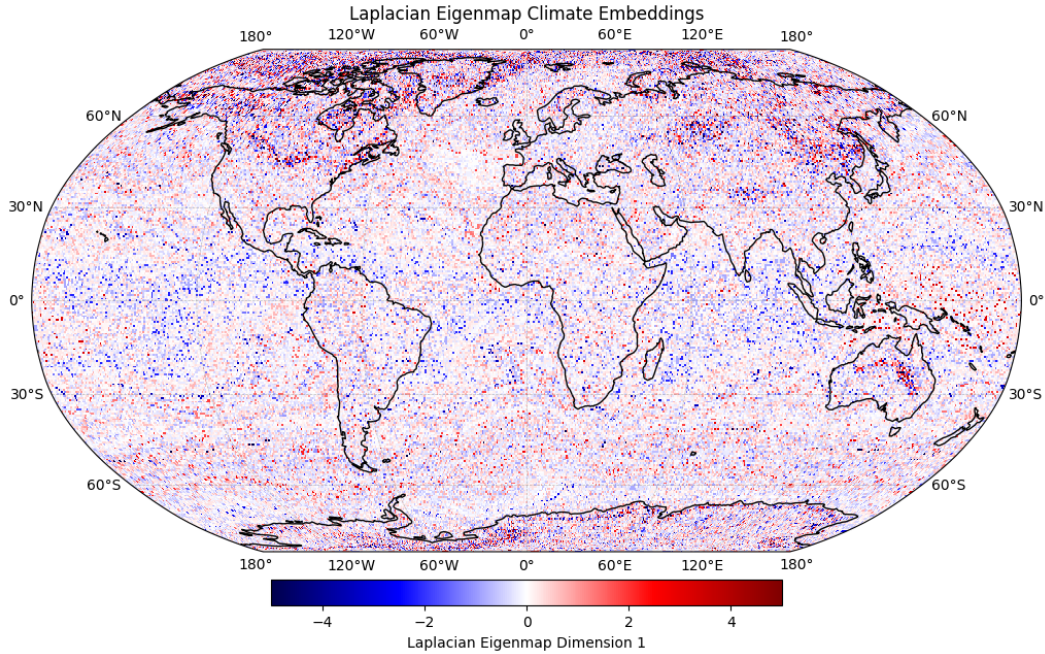 Laplacian Eigenmap Climate Embeddings
180° 120°W 60°W 0° 60°E 120°E 180°
60°N 60°N
30°N 30°N
0° 0°
30°S 30°S
60°S 60°S
180° 120°W 60°W 0° 60°E 120°E 180°
−4 −2 0 2 4
Laplacian Eigenmap Dimension 1